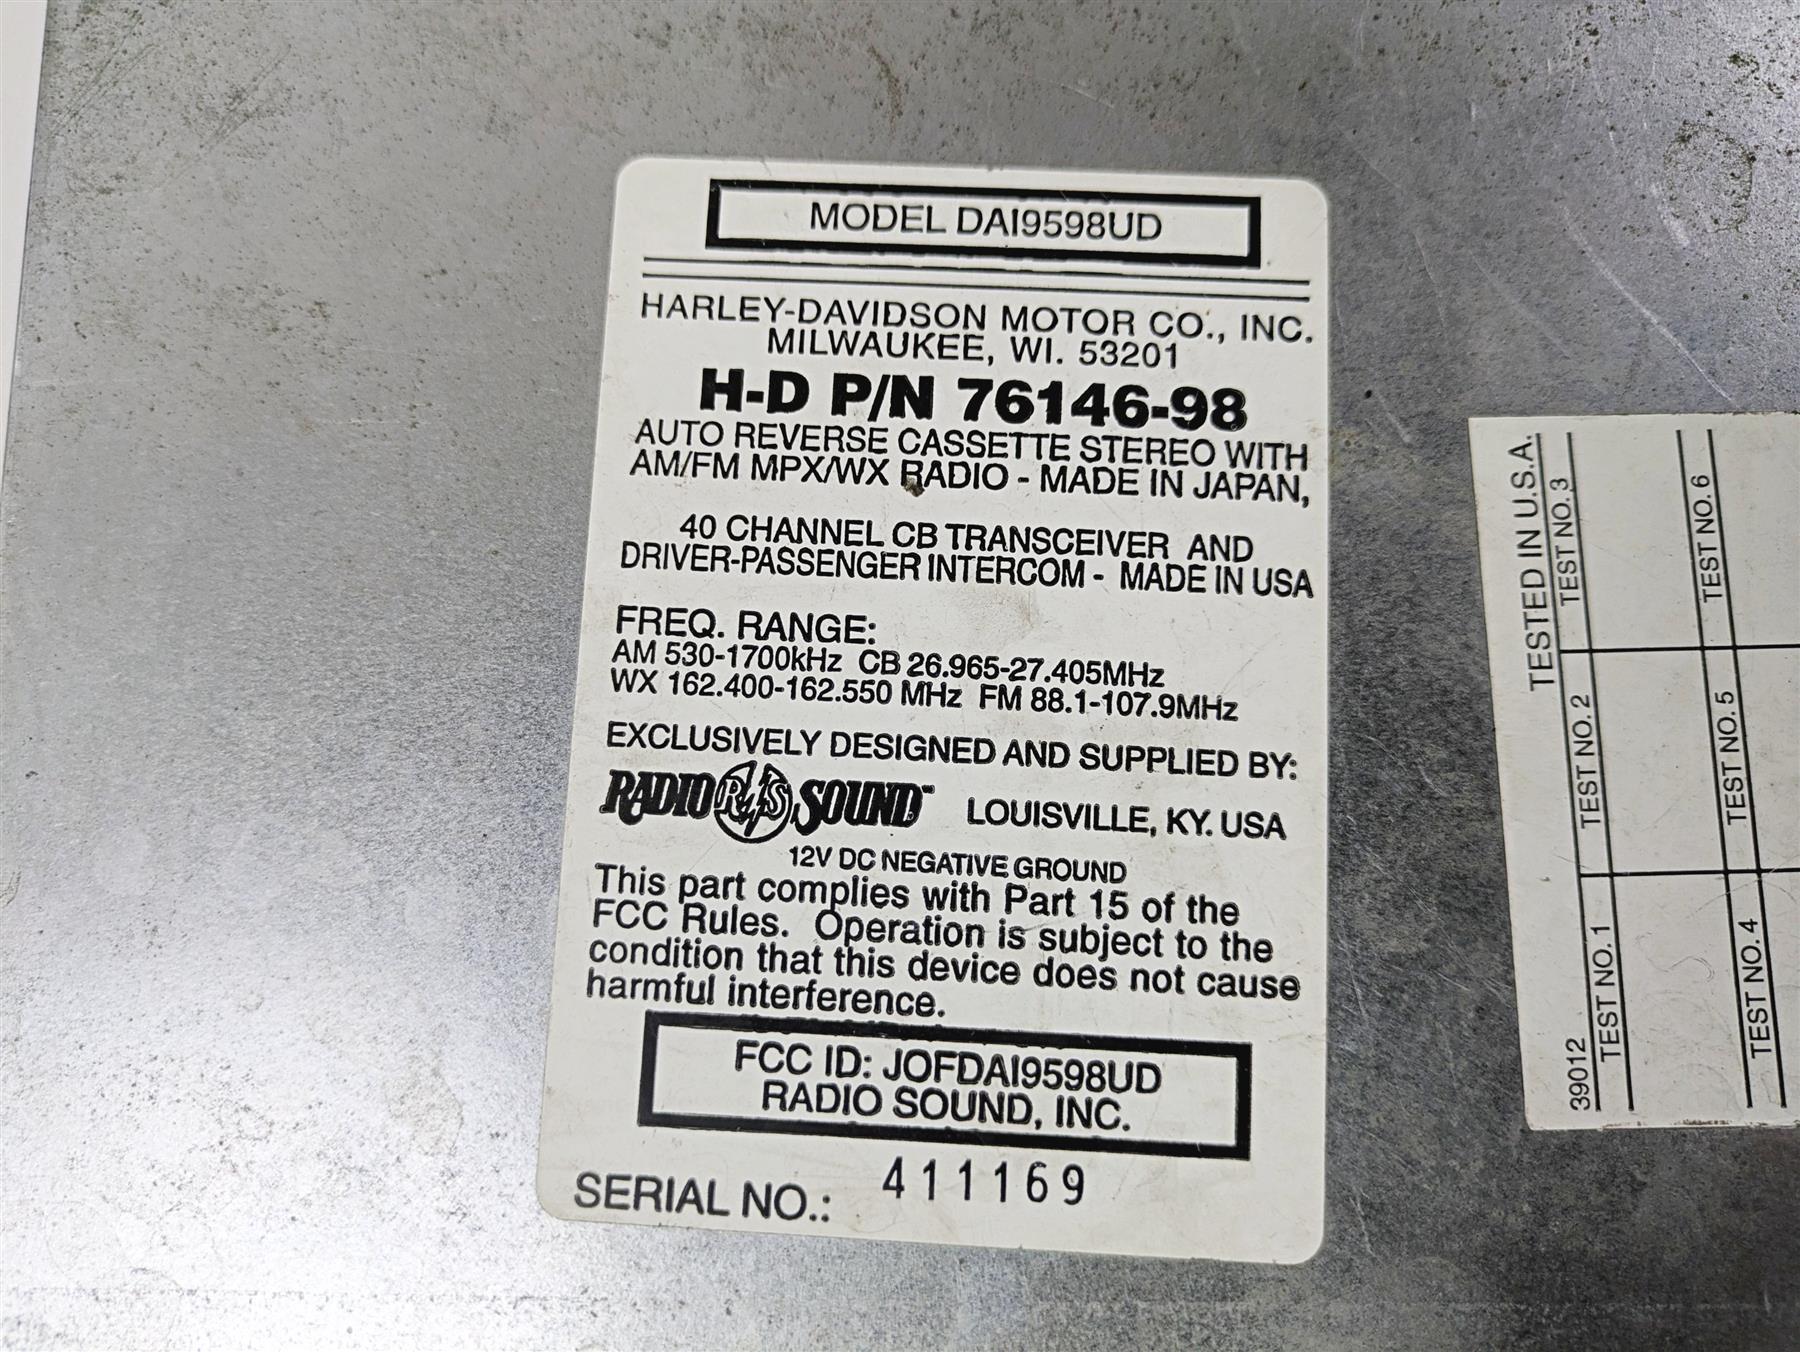 MODEL DAI9598UD
HARLEY-DAVIDSON MOTOR CO., INC.
MILWAUKEE, WI. 53201
H-D P/N 76146-98
AUTO REVERSE CASSETTE STEREO WITH
AM/FM MPX/WX RADIO - MADE IN JAPAN,
40 CHANNEL CB TRANSCEIVER AND
DRIVER-PASSENGER INTERCOM - MADE IN USA
FREQ. RANGE:
AM 530-1700kHz CB 26.965-27.405MHz
WX 162.400-162.550 MHz FM 88.1-107.9MHz
EXCLUSIVELY DESIGNED AND SUPPLIED BY:
RADIO R/S SOUND™ LOUISVILLE, KY. USA
12V DC NEGATIVE GROUND
This part complies with Part 15 of the
FCC Rules. Operation is subject to the
condition that this device does not cause
harmful interference.
FCC ID: JOFDAI9598UD
RADIO SOUND, INC.
SERIAL NO.: 411169
39012 TESTED IN U.S.A.
TEST NO. 1 TEST NO. 2 TEST NO. 3
TEST NO. 4 TEST NO. 5 TEST NO. 6